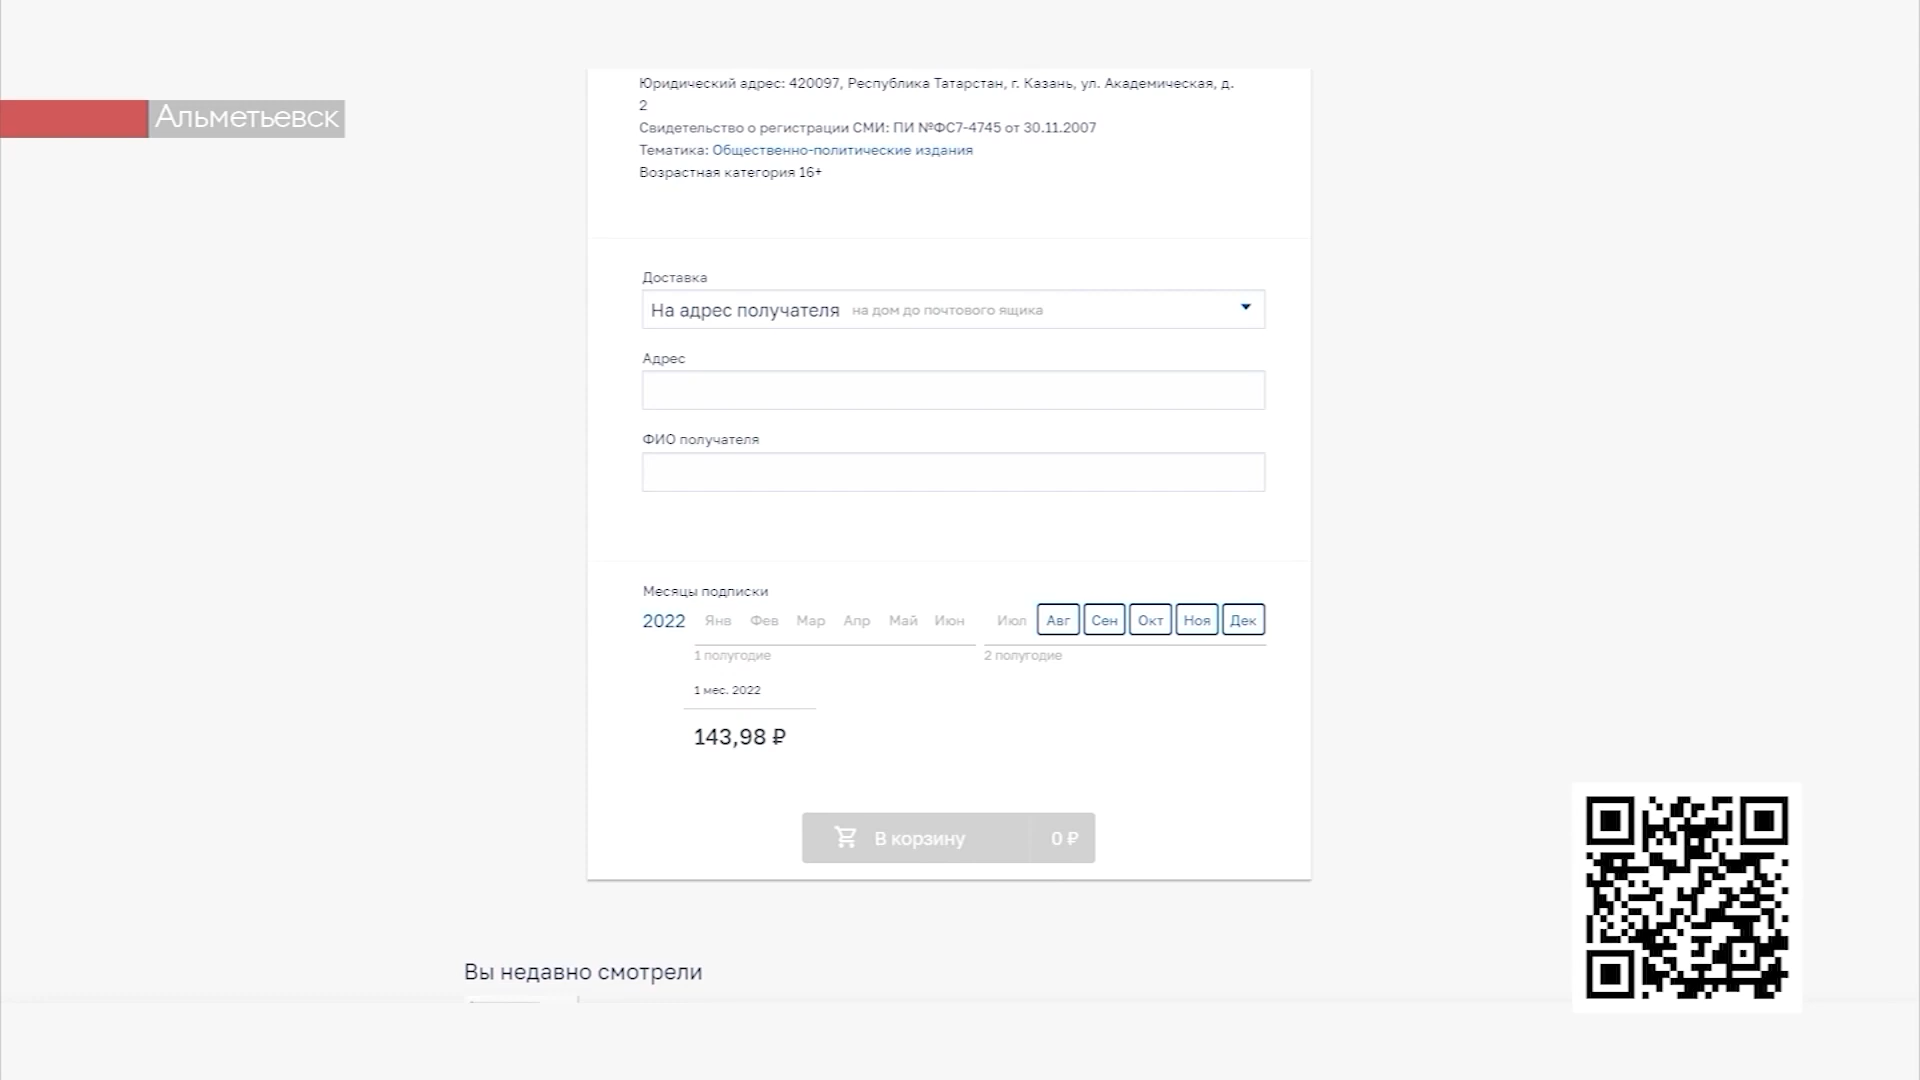 Альметьевск
Юридический адрес: 420097, Республика Татарстан, г. Казань, ул. Академическая, д.
2
Свидетельство о регистрации СМИ: ПИ №ФС7-4745 от 30.11.2007
Тематика: Общественно-политические издания
Возрастная категория 16+
Доставка
На адрес получателя на дом до почтового ящика
Адрес
ФИО получателя
Месяцы подписки
2022 Янв Фев Мар Апр Май Июн Июл Авг Сен Окт Ноя Дек
1 полугодие 2 полугодие
1 мес. 2022
143,98 ₽
В корзину 0 ₽
Вы недавно смотрели